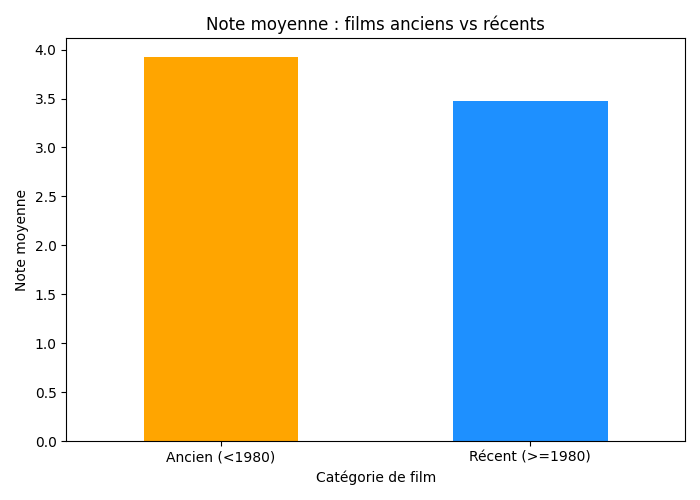 Note moyenne : films anciens vs récents
4.0
3.5
3.0
2.5
2.0
1.5
1.0
0.5
0.0
Note moyenne
Ancien (<1980)
Récent (>=1980)
Catégorie de film